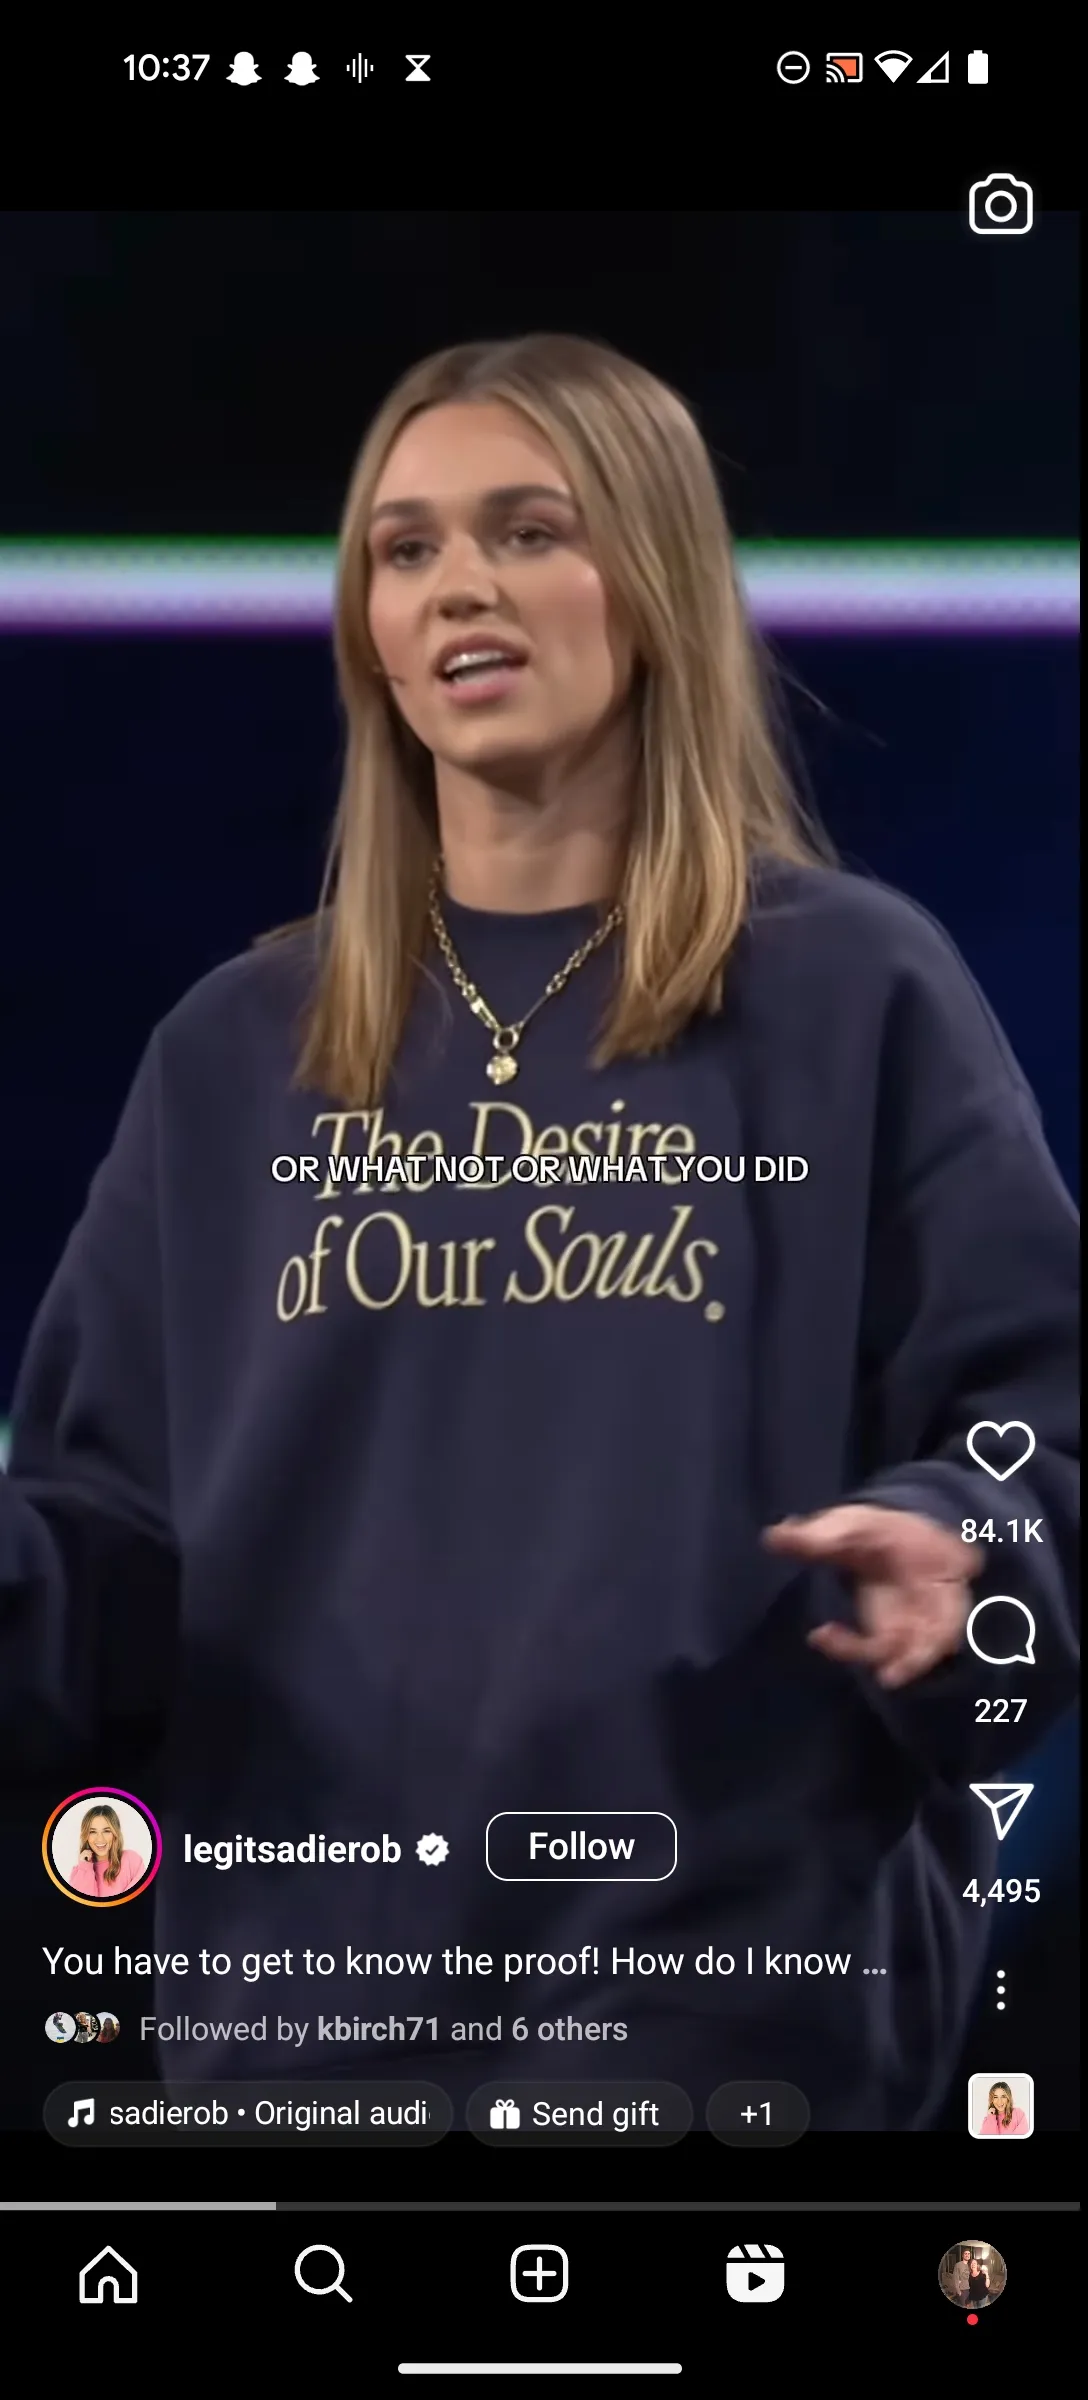 10:37
The Desire
OR WHAT NOT OR WHAT YOU DID
of Our Souls.
84.1K
227
legitsadierob
Follow
4,495
You have to get to know the proof! How do I know ...
Followed by kbirch71 and 6 others
sadierob • Original audi
Send gift
+1